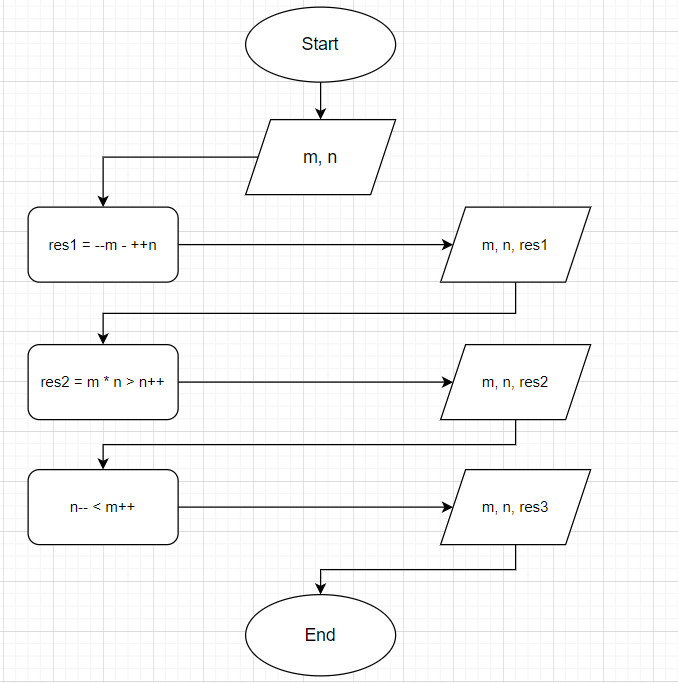 Start
m, n
res1 = --m - ++n
m, n, res1
res2 = m * n > n++
m, n, res2
n-- < m++
m, n, res3
End